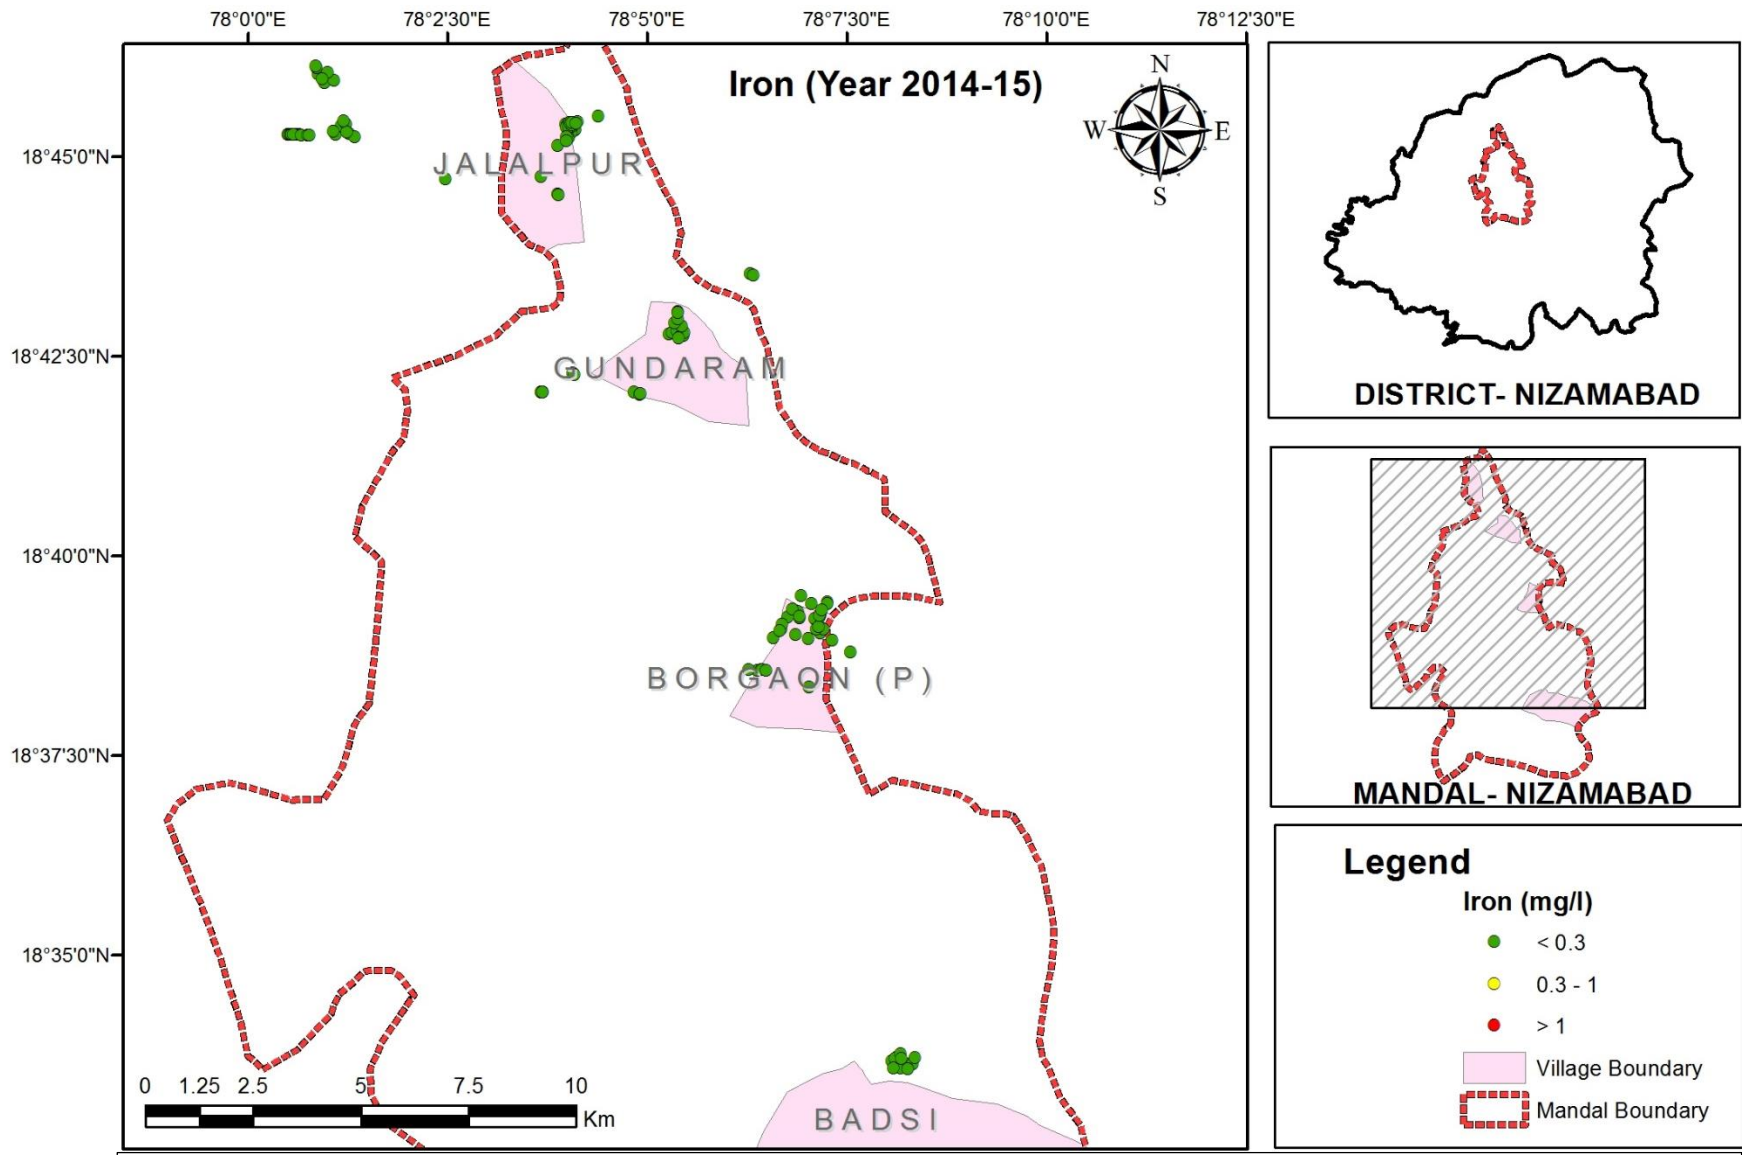 78°0'0"E 78°2'30"E 78°5'0"E 78°7'30"E 78°10'0"E 78°12'30"E
Iron (Year 2014-15)
N
W E
S
18°45'0"N
18°42'30"N
18°40'0"N
18°37'30"N
18°35'0"N
JALALPUR
GUNDARAM
BORGAON (P)
BADSI
0 1.25 2.5 5 7.5 10
Km
DISTRICT- NIZAMABAD
MANDAL- NIZAMABAD
Legend
Iron (mg/l)
< 0.3
0.3 - 1
> 1
Village Boundary
Mandal Boundary